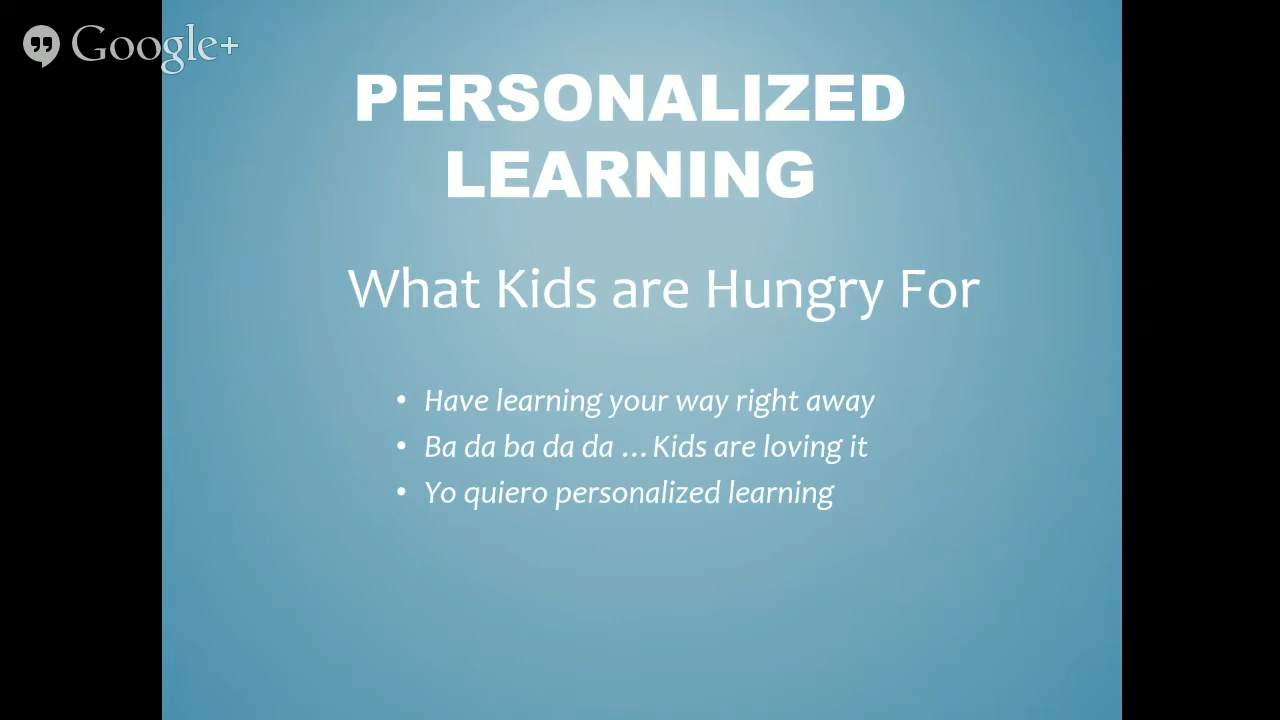 Google+
PERSONALIZED
LEARNING
What Kids are Hungry For
• Have learning your way right away
• Ba da ba da da ... Kids are loving it
• Yo quiero personalized learning